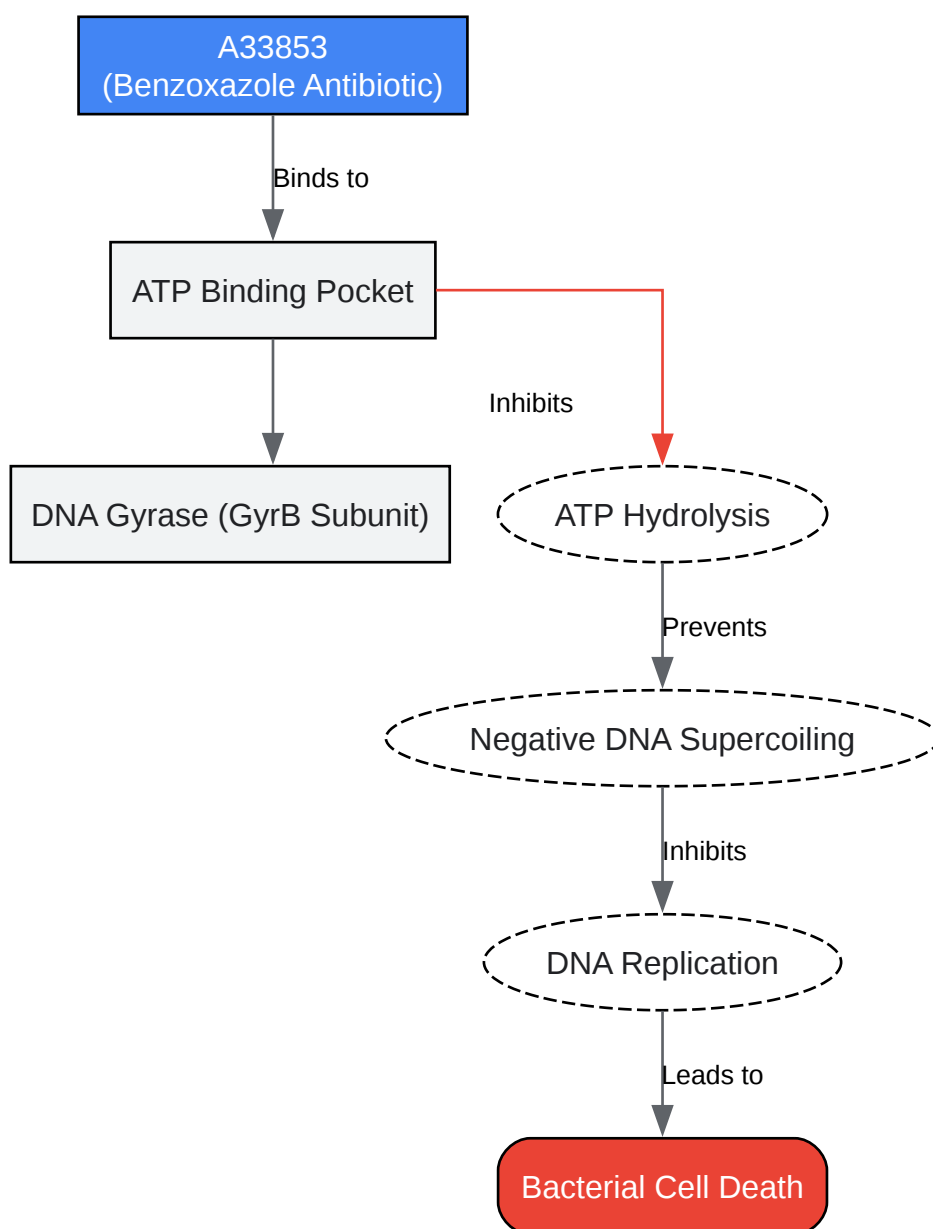 A33853
(Benzoxazole Antibiotic)
Binds to
ATP Binding Pocket
Inhibits
DNA Gyrase (GyrB Subunit)
ATP Hydrolysis
Prevents
Negative DNA Supercoiling
Inhibits
DNA Replication
Leads to
Bacterial Cell Death